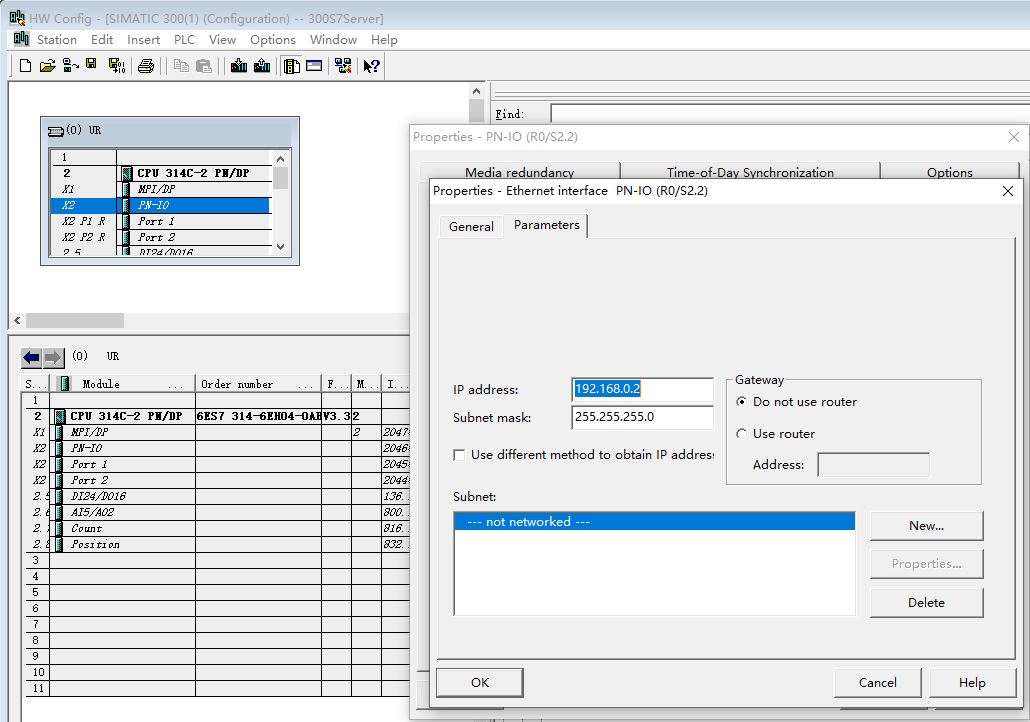 HW Config - [SIMATIC 300(1) (Configuration) -- 300S7Server]
Station Edit Insert PLC View Options Window Help
(0) UR
1
2 CPU 314C-2 PN/DP
X1 MPI/DP
X2 PN-IO
X2 P1 R Port 1
X2 P2 R Port 2
2.5 DI24/DO16
Find:
Properties - PN-IO (R0/S2.2)
Media redundancy Time-of-Day Synchronization Options
Properties - Ethernet interface PN-IO (R0/S2.2)
General Parameters
IP address: 192.168.0.2
Subnet mask: 255.255.255.0
Use different method to obtain IP address
Gateway
Do not use router
Use router
Address:
Subnet:
--- not networked ---
New...
Properties...
Delete
OK Cancel Help
(0) UR
S... Module ... Order number ... F... M... I...
1
2 CPU 314C-2 PN/DP 6ES7 314-6EH04-0AB V3.3 2
X1 MPI/DP 2 2047
X2 PN-IO 2046
X2 Port 1 2045
X2 Port 2 2044
2.5 DI24/DO16 136...
2.6 AI5/AO2 800...
2.7 Count 816...
2.8 Position 832...
3
4
5
6
7
8
9
10
11